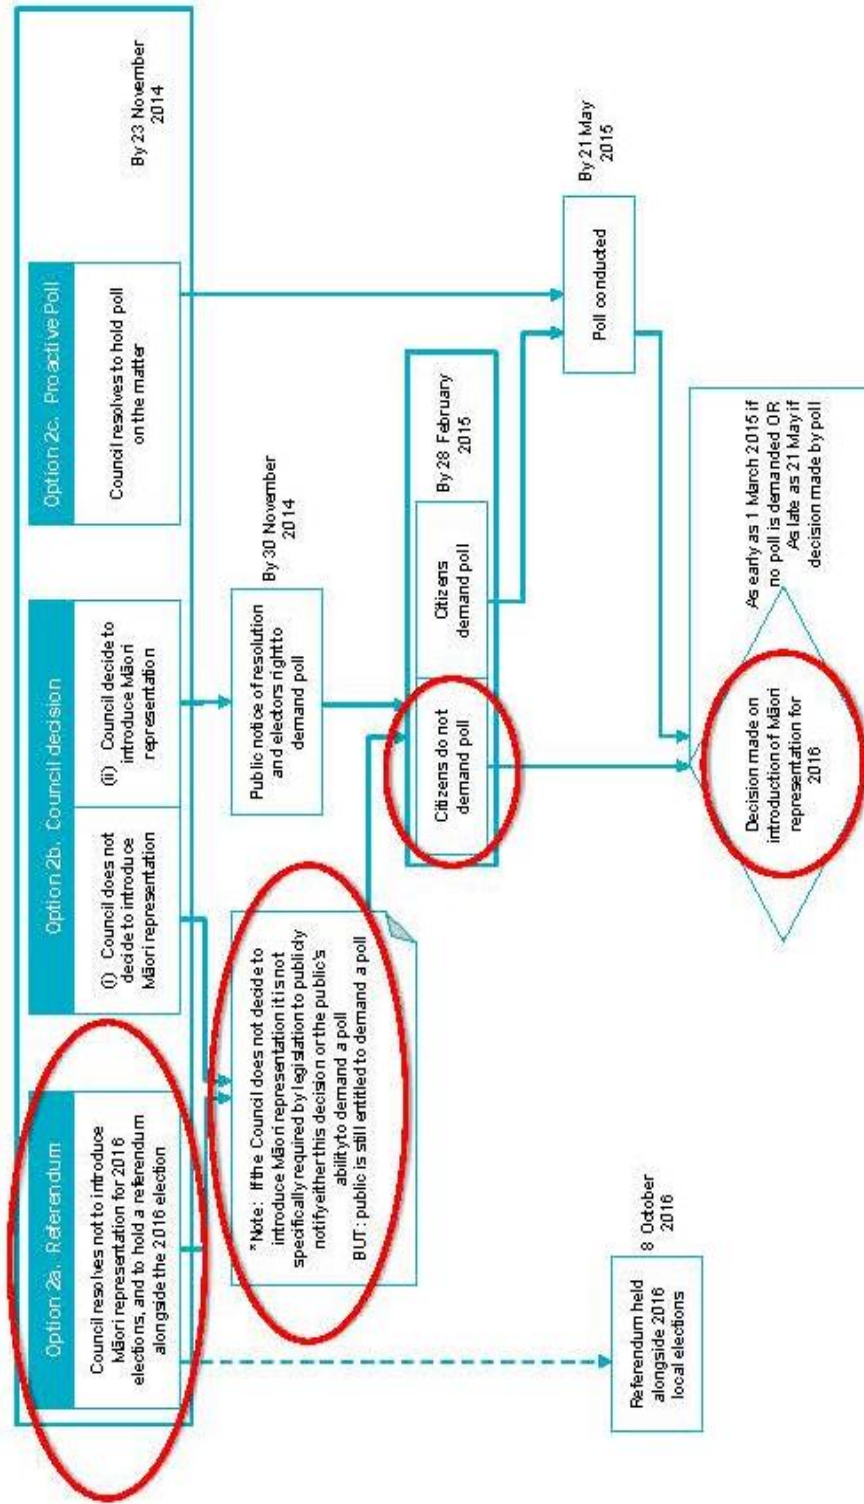 Option 2a. Referendum
Council resolves not to introduce
Māori representation for 2016
elections, and to hold a referendum
alongside the 2016 election
Option 2b. Council decision
(i) Council does not
decide to introduce
Māori representation
(ii) Council decide to
introduce Māori
representation
Option 2c. Proactive Poll
Council resolves to hold poll
on the matter
By 23 November
2014
*Note: If the Council does not decide to
introduce Māori representation it is not
specifically required by legislation to publicly
notify either this decision or the public's
ability to demand a poll
BUT: public is still entitled to demand a poll
Public notice of resolution
and electors right to
demand poll
By 30 November
2014
Citizens do not
demand poll
Citizens
demand poll
By 28 February
2015
Referendum held
alongside 2016
local elections
8 October
2016
Poll conducted
By 21 May
2015
Decision made on
introduction of Māori
representation for
2016
As early as 1 March 2015 if
no poll is demanded OR
As late as 21 May if
decision made by poll